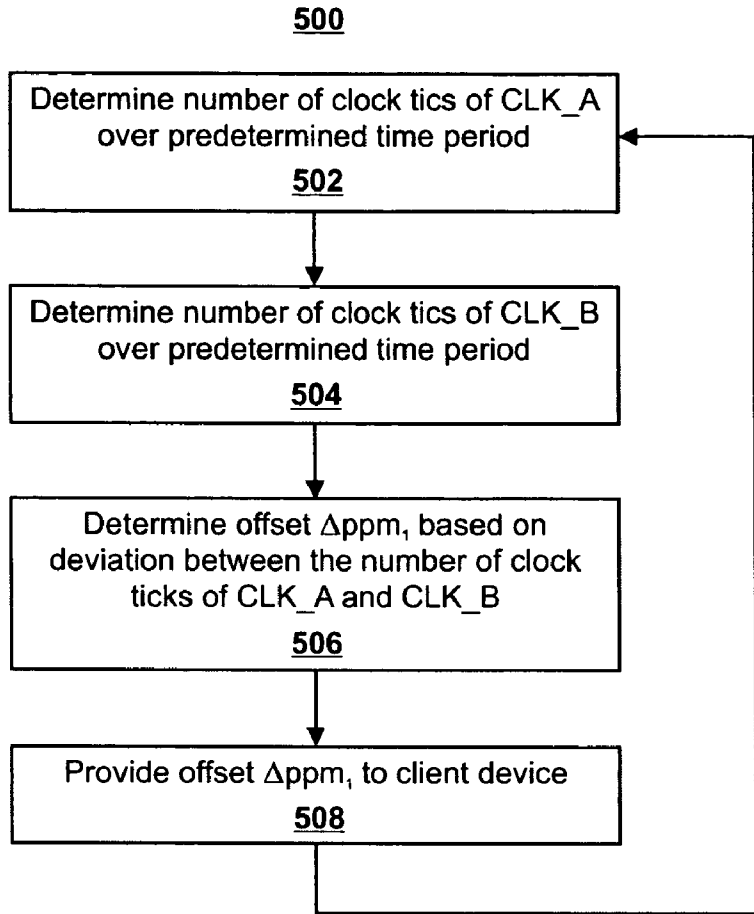 500
Determine number of clock tics of CLK_A
over predetermined time period
502
Determine number of clock tics of CLK_B
over predetermined time period
504
Determine offset Δppm₁ based on
deviation between the number of clock
ticks of CLK_A and CLK_B
506
Provide offset Δppm₁ to client device
508